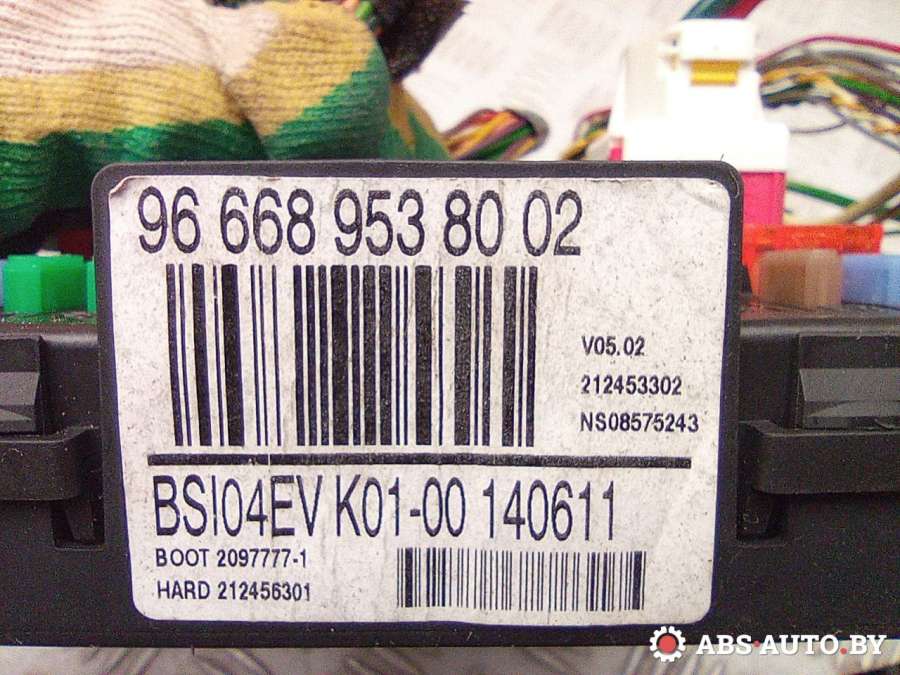 96 668 953 80 02
V05.02
212453302
NS08575243
BSI04EV K01-00 140611
BOOT 2097777-1
HARD 212456301
ABS-AUTO.BY